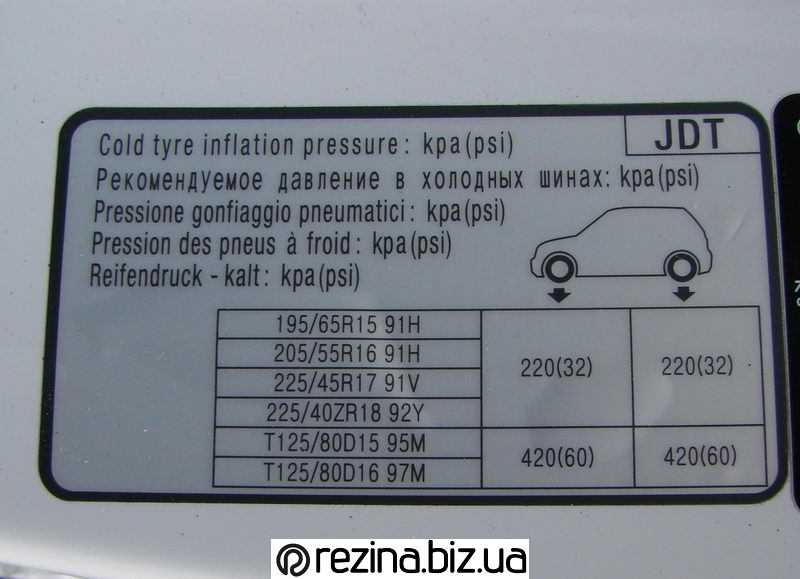 JDT
Cold tyre inflation pressure: kpa(psi)
Рекомендуемое давление в холодных шинах: kpa(psi)
Pressione gonfiaggio pneumatici: kpa(psi)
Pression des pneus à froid: kpa(psi)
Reifendruck - kalt: kpa(psi)
195/65R15 91H
205/55R16 91H
225/45R17 91V
225/40ZR18 92Y
220(32) 220(32)
T125/80D15 95M
T125/80D16 97M
420(60) 420(60)
rezina.biz.ua